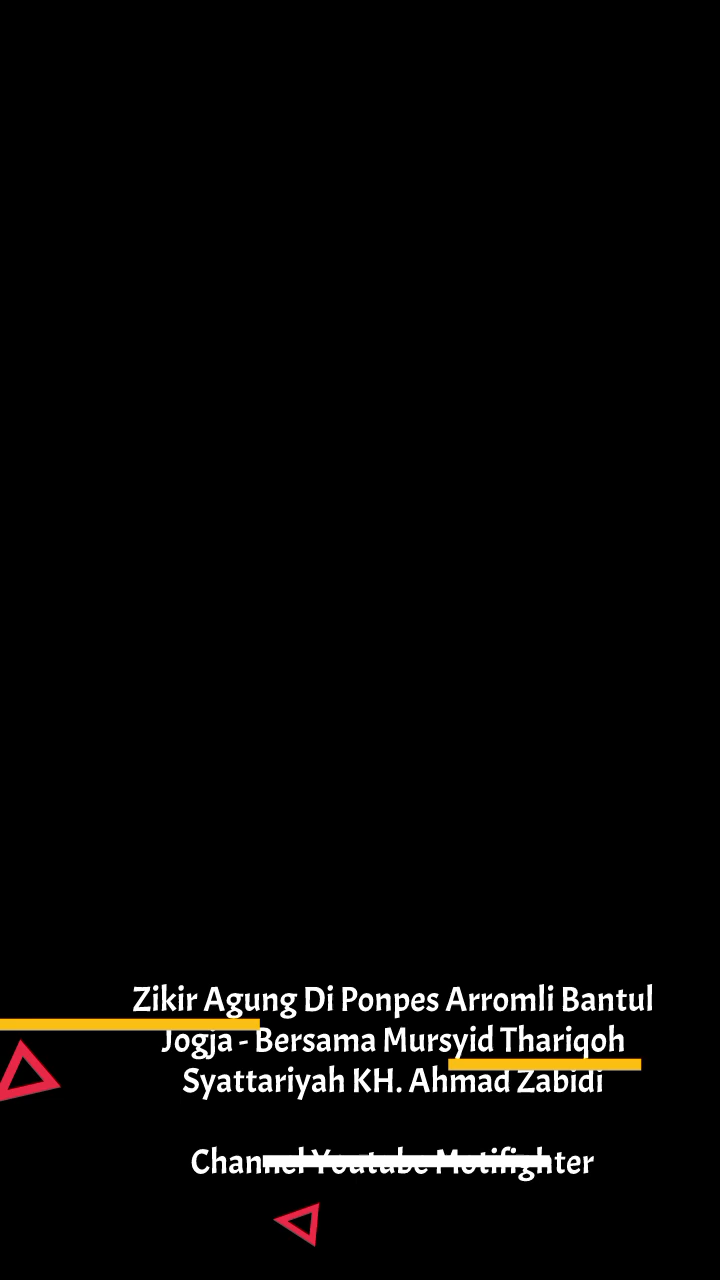 Zikir Agung Di Ponpes Arromli Bantul
Jogja - Bersama Mursyid Thariqoh
Syattariyah KH. Ahmad Zabidi
Channel Youtube Motifighter